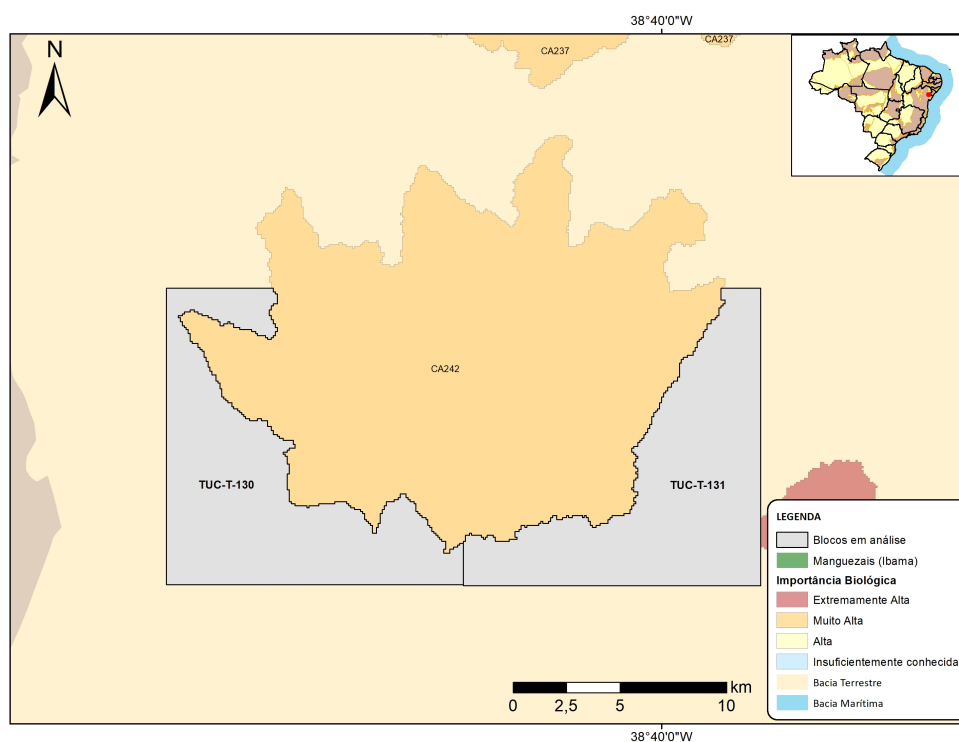 38°40'0"W
N
CA237
CA237
CA242
TUC-T-130
TUC-T-131
LEGENDA
Blocos em análise
Manguezais (Ibama)
Importância Biológica
Extremamente Alta
Muito Alta
Alta
Insuficientemente conhecida
Bacia Terrestre
Bacia Marítima
km
0 2,5 5 10
38°40'0"W